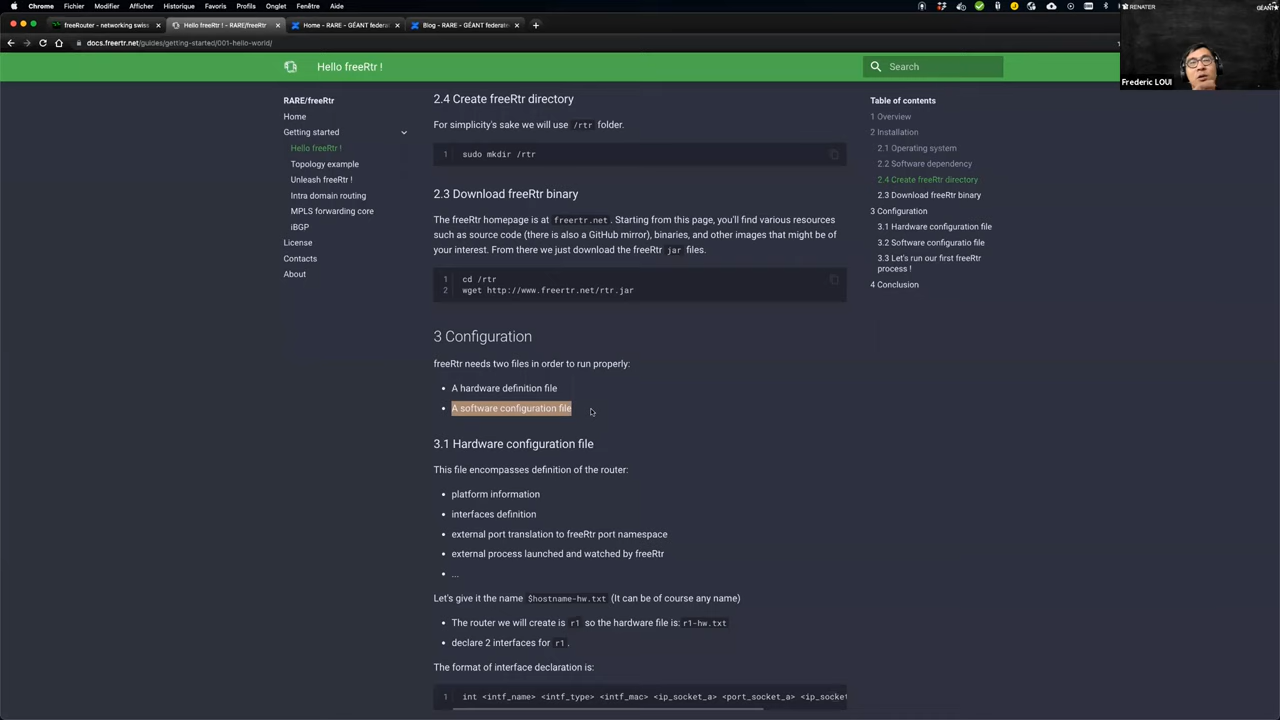 Chrome Fichier Modifier Afficher Historique Favoris Profils Onglet Fenêtre Aide
RENATER
GÉANT
freeRouter - networking swiss
Hello freeRtr ! - RARE/freeRtr
Home - RARE - GÉANT federat
Blog - RARE - GÉANT federate
docs.freertr.net/guides/getting-started/001-hello-world/
Hello freeRtr !
Search
Frederic LOUI
RARE/freeRtr
Home
Getting started
Hello freeRtr !
Topology example
Unleash freeRtr !
Intra domain routing
MPLS forwarding core
iBGP
License
Contacts
About
2.4 Create freeRtr directory
For simplicity's sake we will use /rtr folder.
1 sudo mkdir /rtr
2.3 Download freeRtr binary
The freeRtr homepage is at freertr.net. Starting from this page, you'll find various resources
such as source code (there is also a GitHub mirror), binaries, and other images that might be of
your interest. From there we just download the freeRtr jar files.
1 cd /rtr
2 wget http://www.freertr.net/rtr.jar
3 Configuration
freeRtr needs two files in order to run properly:
• A hardware definition file
• A software configuration file
3.1 Hardware configuration file
This file encompasses definition of the router:
• platform information
• interfaces definition
• external port translation to freeRtr port namespace
• external process launched and watched by freeRtr
• ...
Let's give it the name $hostname-hw.txt (It can be of course any name)
• The router we will create is r1 so the hardware file is: r1-hw.txt
• declare 2 interfaces for r1.
The format of interface declaration is:
1 int <intf_name> <intf_type> <intf_mac> <ip_socket_a> <port_socket_a> <ip_socket
Table of contents
1 Overview
2 Installation
2.1 Operating system
2.2 Software dependency
2.4 Create freeRtr directory
2.3 Download freeRtr binary
3 Configuration
3.1 Hardware configuration file
3.2 Software configuratio file
3.3 Let's run our first freeRtr
process !
4 Conclusion